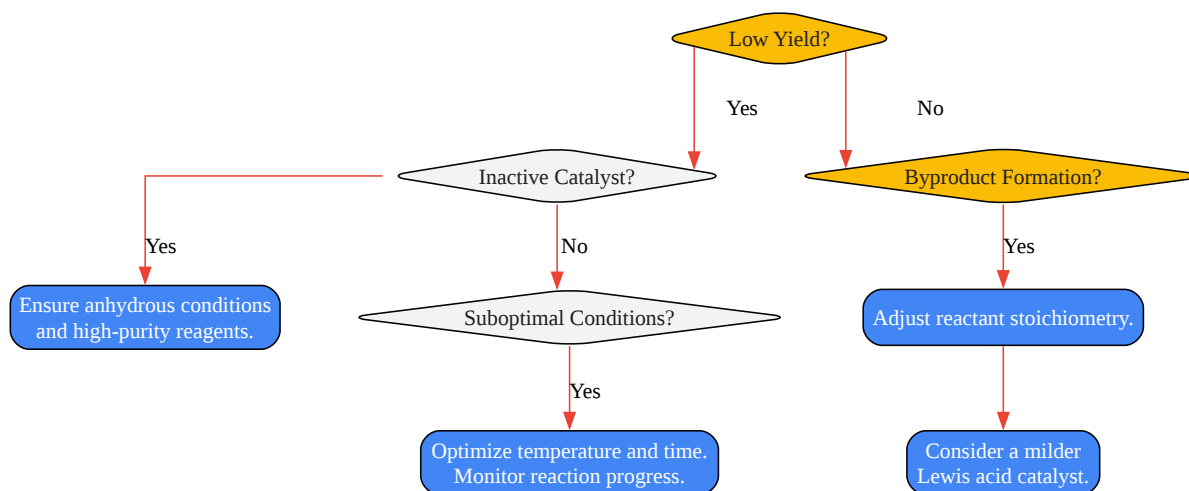 Low Yield?
Yes
No
Inactive Catalyst?
Byproduct Formation?
Yes
No
Yes
Ensure anhydrous conditions
and high-purity reagents.
Suboptimal Conditions?
Adjust reactant stoichiometry.
Yes
Optimize temperature and time.
Monitor reaction progress.
Consider a milder
Lewis acid catalyst.